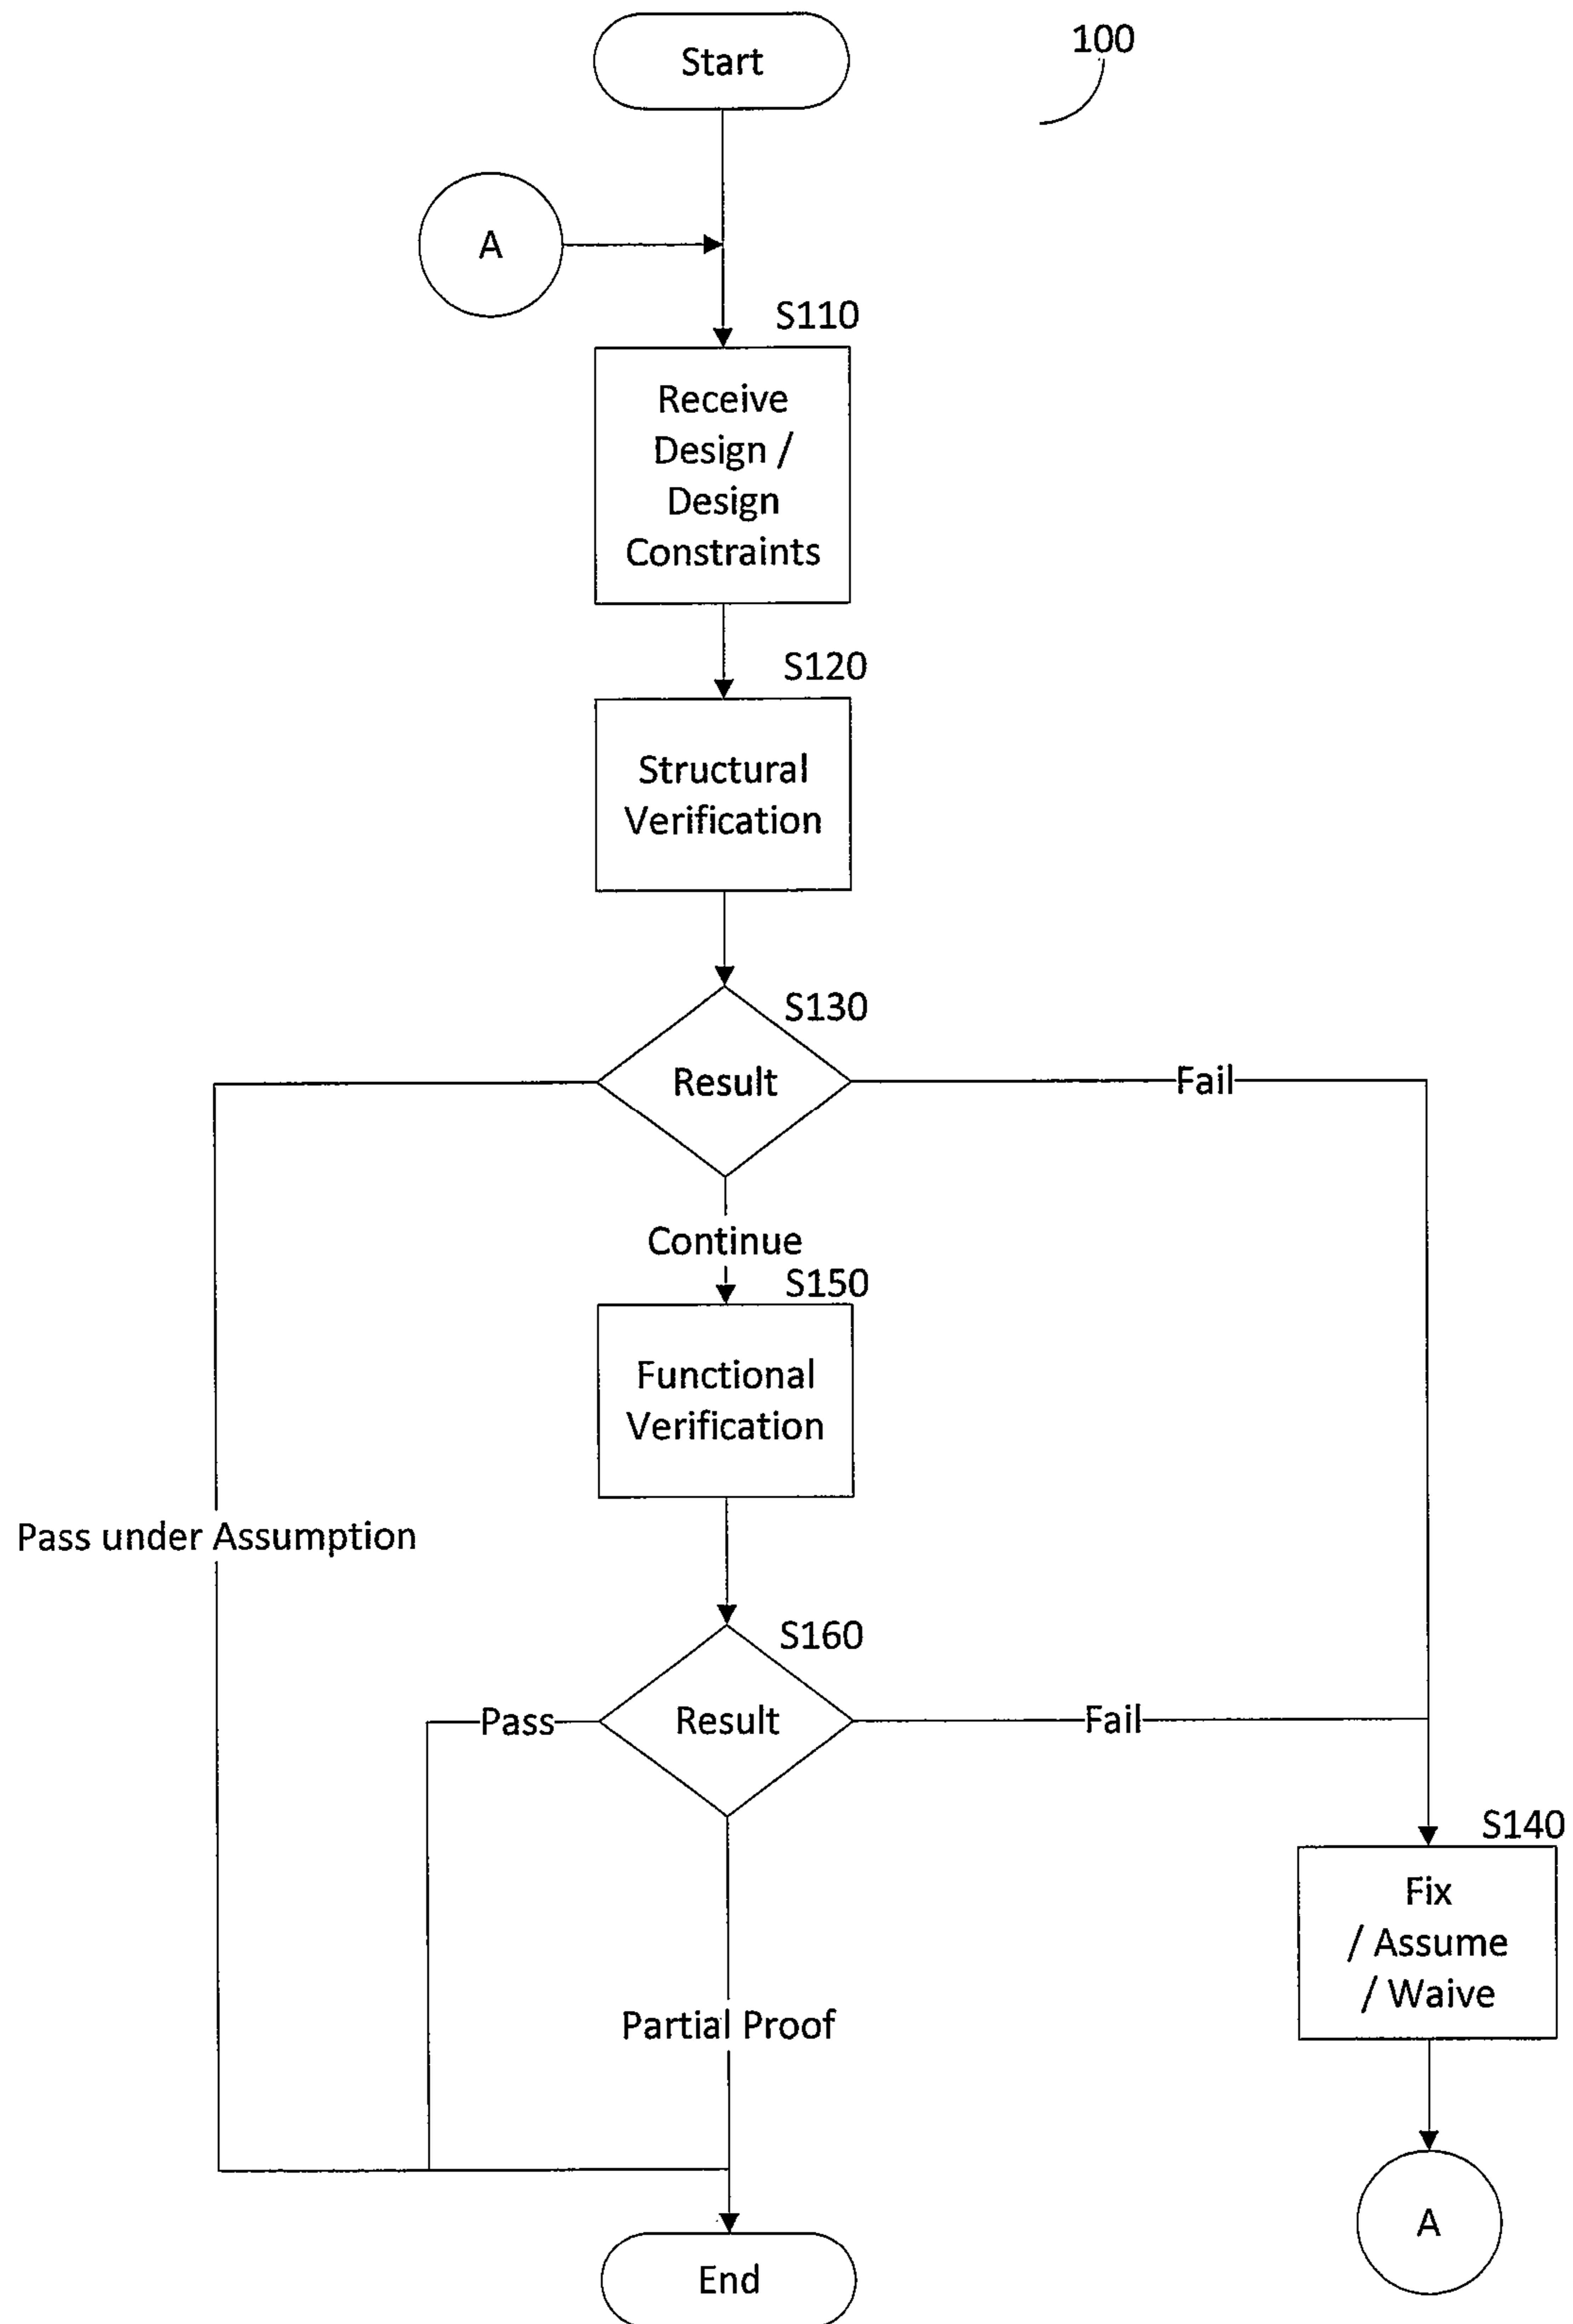 Start
100
A
S110
Receive
Design /
Design
Constraints
S120
Structural
Verification
S130
Result
Fail
Continue
S150
Functional
Verification
Pass under Assumption
S160
Pass
Result
Fail
S140
Fix
/ Assume
/ Waive
Partial Proof
A
End